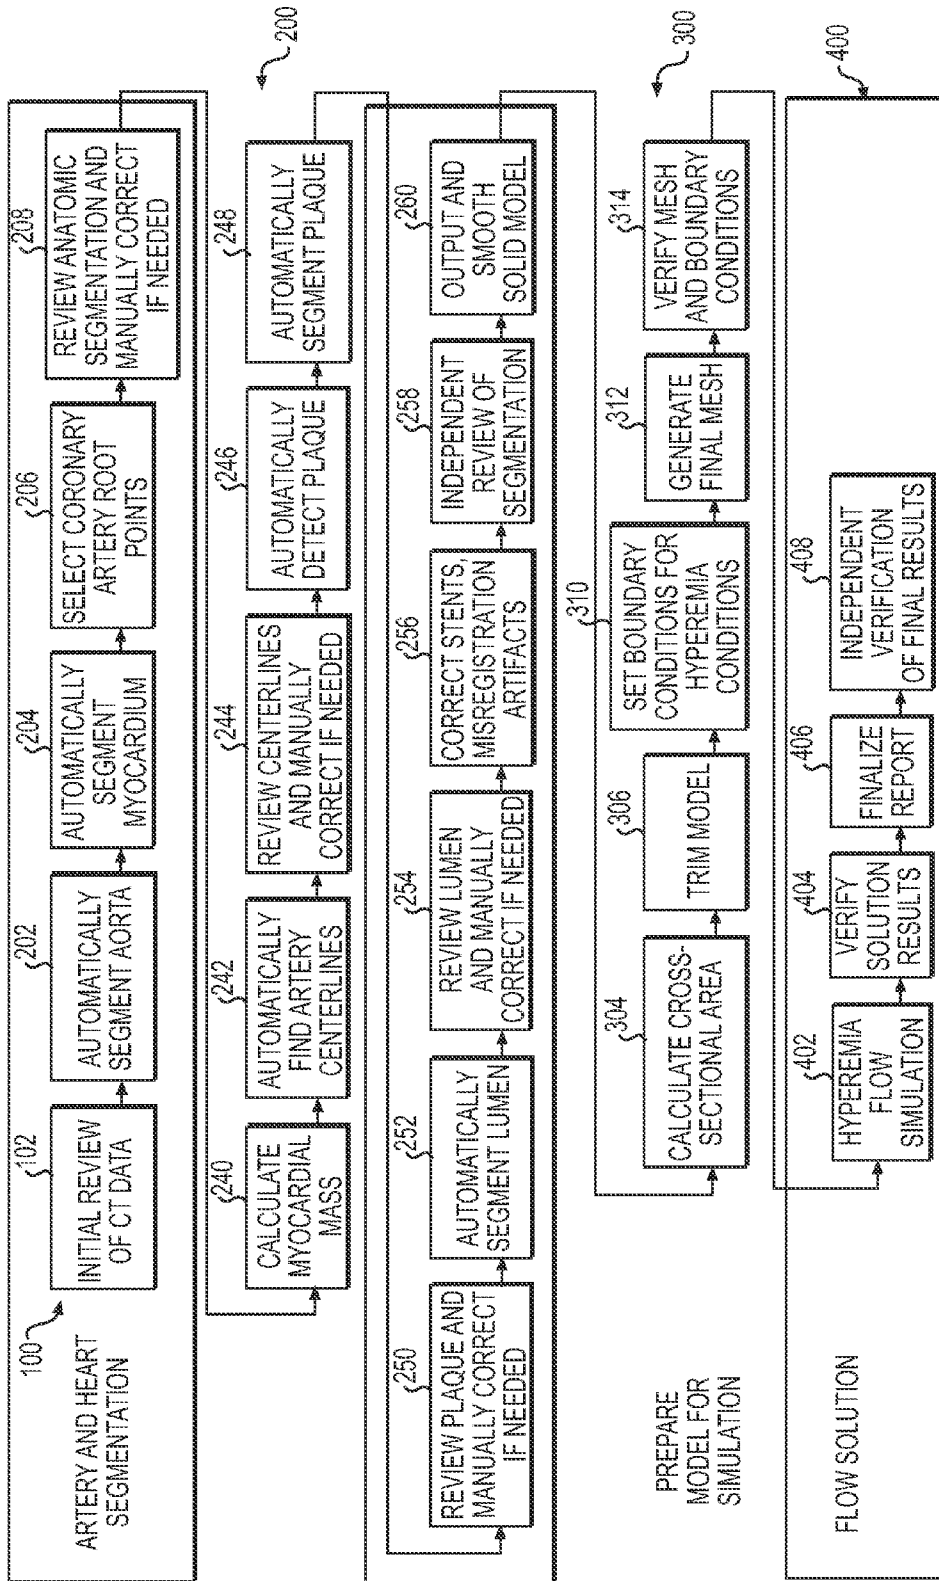 ARTERY AND HEART
SEGMENTATION
100
102
INITIAL REVIEW
OF CT DATA
202
AUTOMATICALLY
SEGMENT AORTA
204
AUTOMATICALLY
SEGMENT
MYOCARDIUM
206
SELECT CORONARY
ARTERY ROOT
POINTS
208
REVIEW ANATOMIC
SEGMENTATION AND
MANUALLY CORRECT
IF NEEDED
200
240
CALCULATE
MYOCARDIAL
MASS
242
AUTOMATICALLY
FIND ARTERY
CENTERLINES
244
REVIEW CENTERLINES
AND MANUALLY
CORRECT IF NEEDED
246
AUTOMATICALLY
DETECT PLAQUE
248
AUTOMATICALLY
SEGMENT PLAQUE
250
REVIEW PLAQUE AND
MANUALLY CORRECT
IF NEEDED
252
AUTOMATICALLY
SEGMENT LUMEN
254
REVIEW LUMEN
AND MANUALLY
CORRECT IF NEEDED
256
CORRECT STENTS,
MISREGISTRATION
ARTIFACTS
258
INDEPENDENT
REVIEW OF
SEGMENTATION
260
OUTPUT AND
SMOOTH
SOLID MODEL
PREPARE
MODEL FOR
SIMULATION
300
304
CALCULATE CROSS-
SECTIONAL AREA
306
TRIM MODEL
310
SET BOUNDARY
CONDITIONS FOR
HYPEREMIA
CONDITIONS
312
GENERATE
FINAL MESH
314
VERIFY MESH
AND BOUNDARY
CONDITIONS
FLOW SOLUTION
400
402
HYPEREMIA
FLOW
SIMULATION
404
VERIFY
SOLUTION
RESULTS
406
FINALIZE
REPORT
408
INDEPENDENT
VERIFICATION
OF FINAL RESULTS